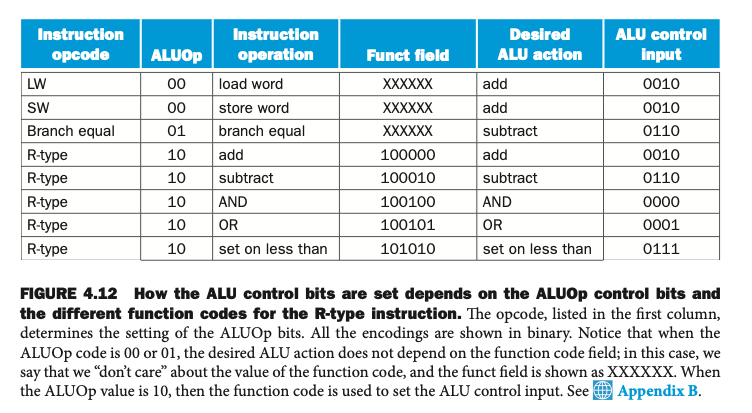 Instruction opcode ALUOp Instruction operation Funct field Desired ALU action ALU control input
LW 00 load word XXXXXX add 0010
SW 00 store word XXXXXX add 0010
Branch equal 01 branch equal XXXXXX subtract 0110
R-type 10 add 100000 add 0010
R-type 10 subtract 100010 subtract 0110
R-type 10 AND 100100 AND 0000
R-type 10 OR 100101 OR 0001
R-type 10 set on less than 101010 set on less than 0111
FIGURE 4.12 How the ALU control bits are set depends on the ALUOp control bits and
the different function codes for the R-type instruction. The opcode, listed in the first column,
determines the setting of the ALUOp bits. All the encodings are shown in binary. Notice that when the
ALUOp code is 00 or 01, the desired ALU action does not depend on the function code field; in this case, we
say that we “don’t care” about the value of the function code, and the funct field is shown as XXXXXX. When
the ALUOp value is 10, then the function code is used to set the ALU control input. See Appendix B.